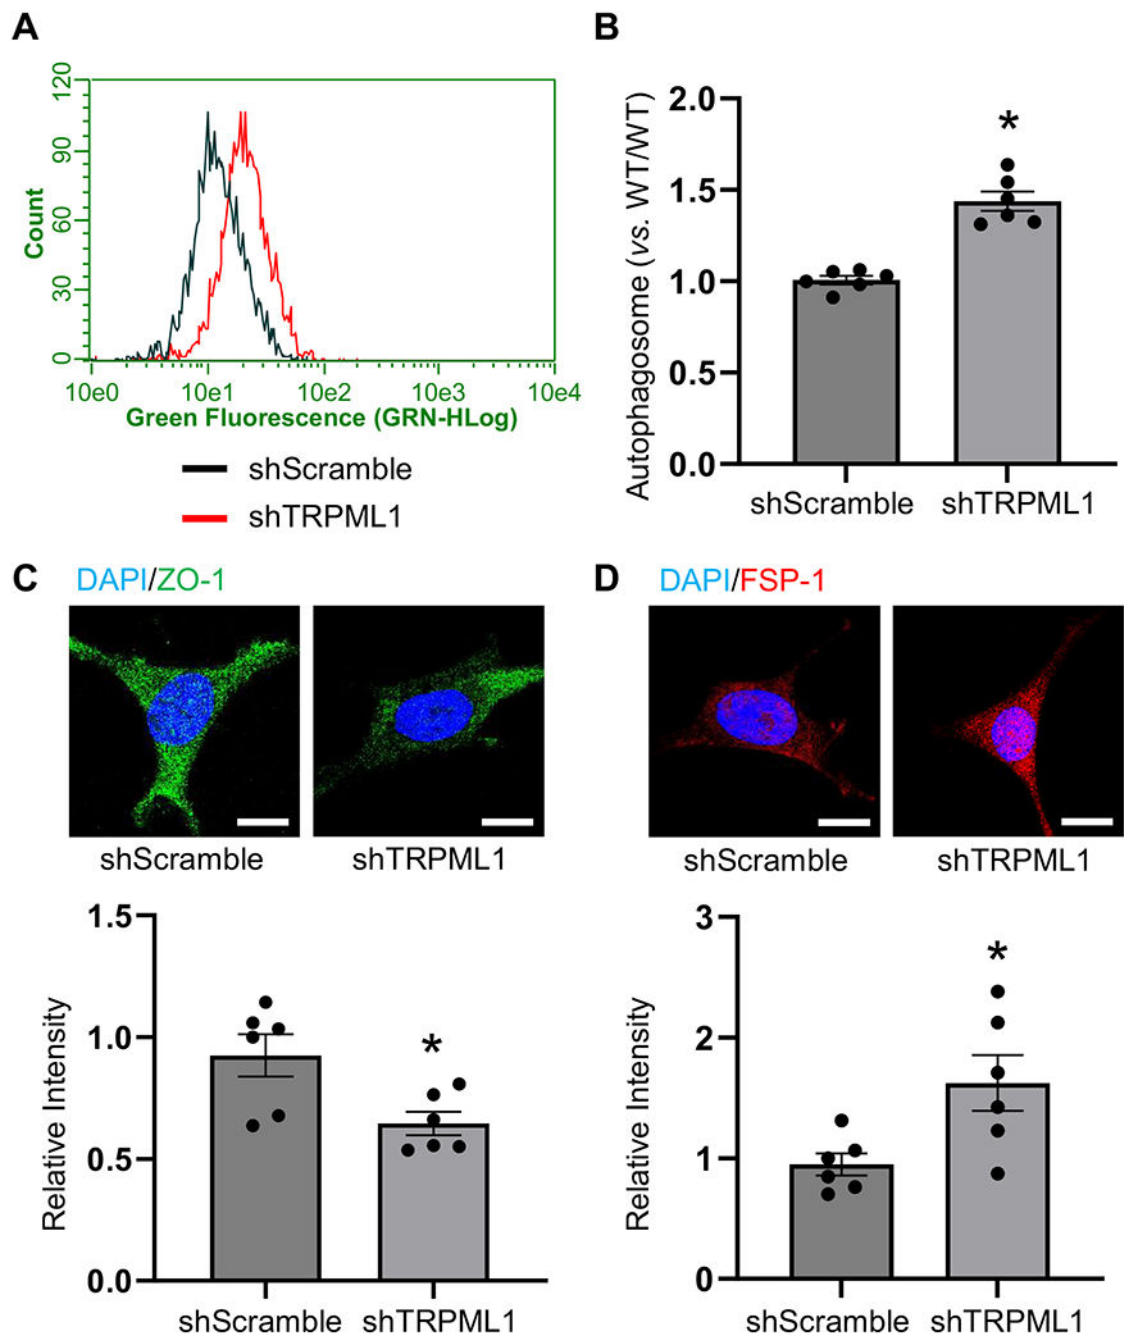 A
120
90
60
30
0
Count
10e0 10e1 10e2 10e3 10e4
Green Fluorescence (GRN-HLog)
shScramble
shTRPML1
B
2.0
1.5
1.0
0.5
0.0
Autophagosome (vs. WT/WT)
*
shScramble shTRPML1
C
DAPI/ZO-1
shScramble shTRPML1
1.5
1.0
0.5
0.0
Relative Intensity
*
shScramble shTRPML1
D
DAPI/FSP-1
shScramble shTRPML1
3
2
1
0
Relative Intensity
*
shScramble shTRPML1